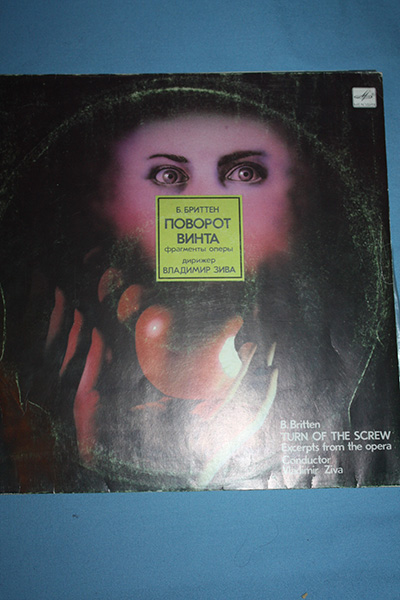 Б. БРИТТЕН
ПОВОРОТ
ВИНТА
фрагменты оперы
дирижер
ВЛАДИМИР ЗИВА
B. Britten
TURN OF THE SCREW
Excerpts from the opera
Conductor
Vladimir Ziva